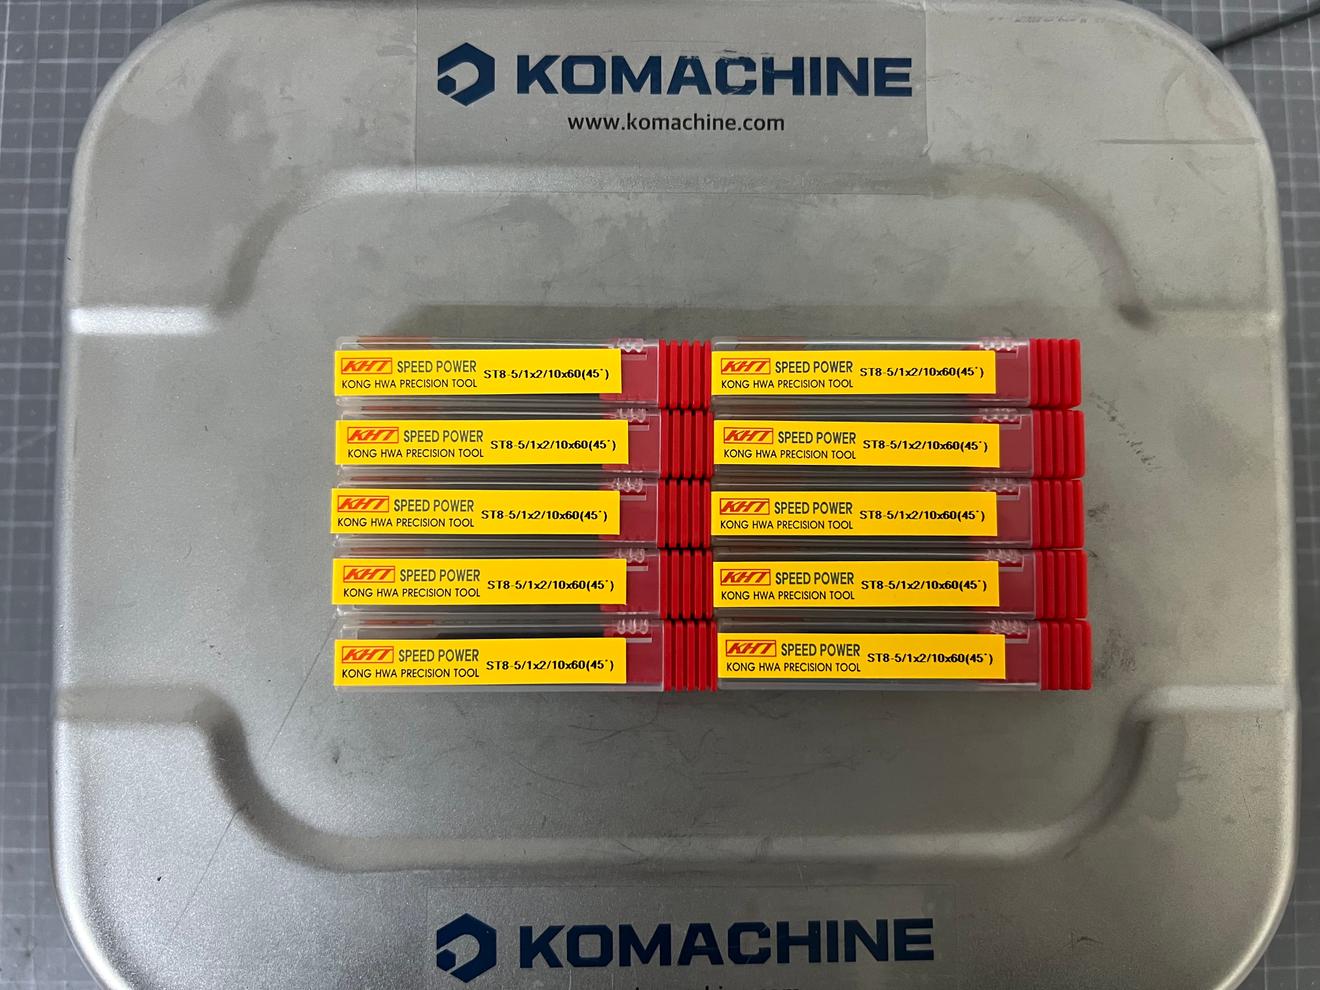 KOMACHINE
www.komachine.com
KHT SPEED POWER ST8-5/1x2/10x60(45°)
KONG HWA PRECISION TOOL
KHT SPEED POWER ST8-5/1x2/10x60(45°)
KONG HWA PRECISION TOOL
KHT SPEED POWER ST8-5/1x2/10x60(45°)
KONG HWA PRECISION TOOL
KHT SPEED POWER ST8-5/1x2/10x60(45°)
KONG HWA PRECISION TOOL
KHT SPEED POWER ST8-5/1x2/10x60(45°)
KONG HWA PRECISION TOOL
KHT SPEED POWER ST8-5/1x2/10x60(45°)
KONG HWA PRECISION TOOL
KHT SPEED POWER ST8-5/1x2/10x60(45°)
KONG HWA PRECISION TOOL
KHT SPEED POWER ST8-5/1x2/10x60(45°)
KONG HWA PRECISION TOOL
KHT SPEED POWER ST8-5/1x2/10x60(45°)
KONG HWA PRECISION TOOL
KHT SPEED POWER ST8-5/1x2/10x60(45°)
KONG HWA PRECISION TOOL
KOMACHINE